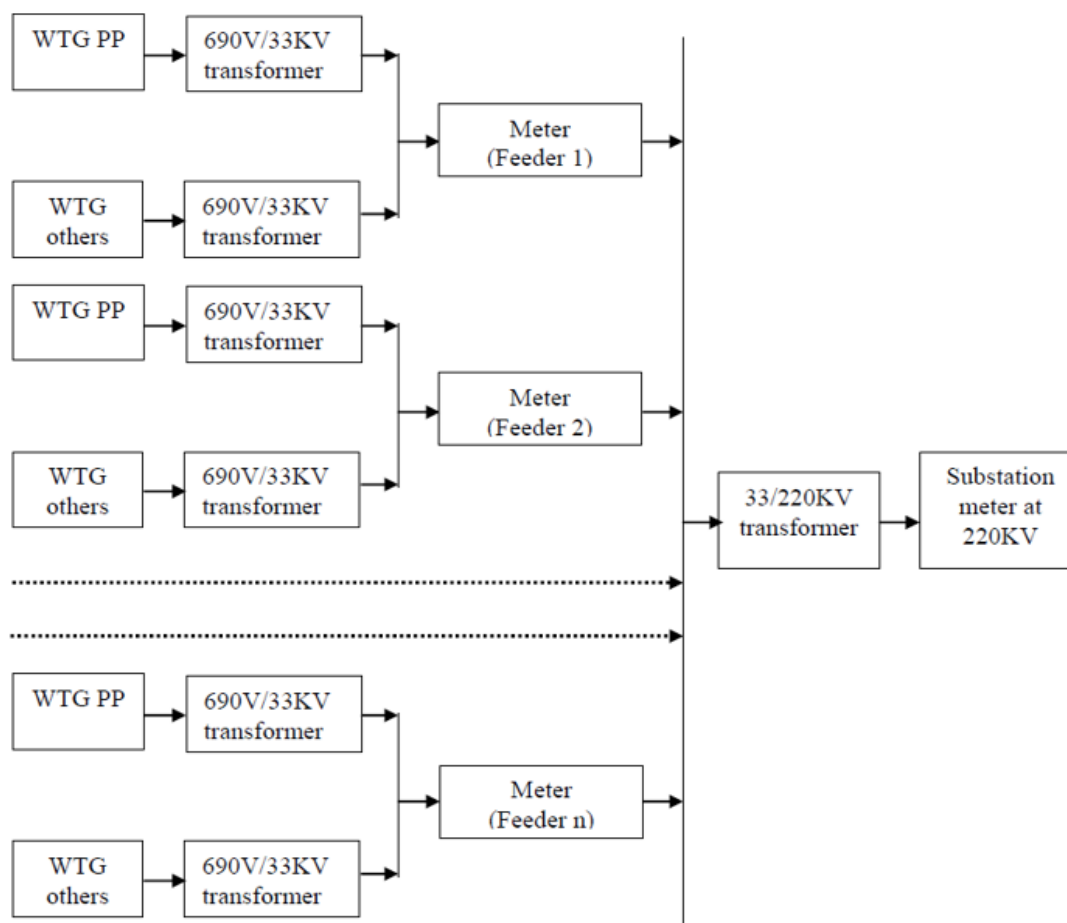 WTG PP
690V/33KV
transformer
Meter
(Feeder 1)
WTG
others
690V/33KV
transformer
WTG PP
690V/33KV
transformer
Meter
(Feeder 2)
WTG
others
690V/33KV
transformer
33/220KV
transformer
Substation
meter at
220KV
WTG PP
690V/33KV
transformer
Meter
(Feeder n)
WTG
others
690V/33KV
transformer